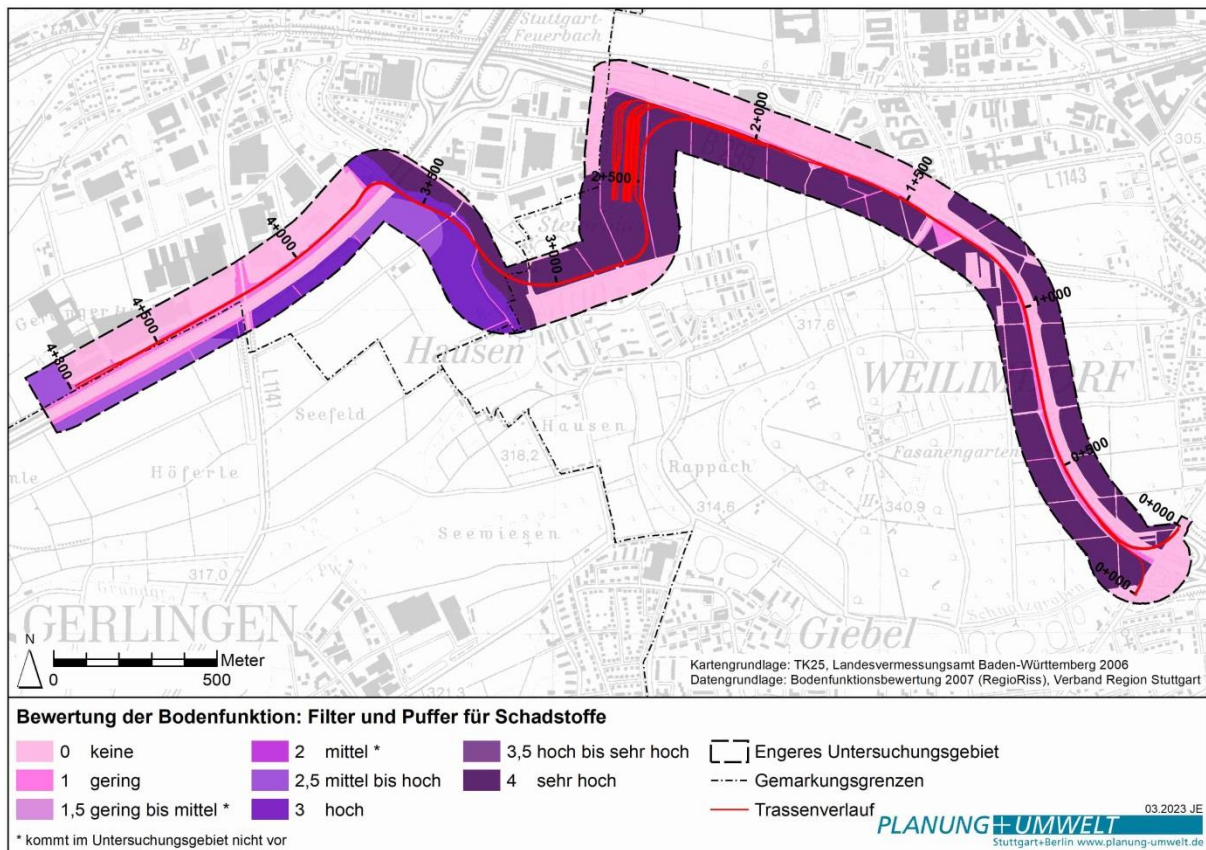 Stuttgart-
Feuerbach
Br
L 1143
305
2+000
1+500
2+500
3+500
4+000
3+000
1+000
4+500
4+800
Hausen
L 1141
317,6
WEILIMDORF
Seefeld
Hausen
Fasanengarten
0+500
Höferle
318,2
Rappach
H
340,9
0+000
314,6
Seewiesen
0+000
317,0
GERLINGEN
Giebel
321,3
N
Meter
0 500
Kartengrundlage: TK25, Landesvermessungsamt Baden-Württemberg 2006
Datengrundlage: Bodenfunktionsbewertung 2007 (RegioRiss), Verband Region Stuttgart
Bewertung der Bodenfunktion: Filter und Puffer für Schadstoffe
0 keine
1 gering
1,5 gering bis mittel *
2 mittel *
2,5 mittel bis hoch
3 hoch
3,5 hoch bis sehr hoch
4 sehr hoch
Engeres Untersuchungsgebiet
Gemarkungsgrenzen
Trassenverlauf
* kommt im Untersuchungsgebiet nicht vor
03.2023 JE
PLANUNG+UMWELT
Stuttgart+Berlin www.planung-umwelt.de